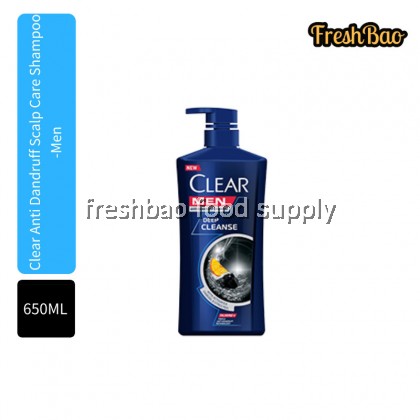 FreshBao
Clear Anti Dandruff Scalp Care Shampoo
-Men
650ML
NEW
CLEAR
MEN
freshbao food supply
DEEP
CLEANSE